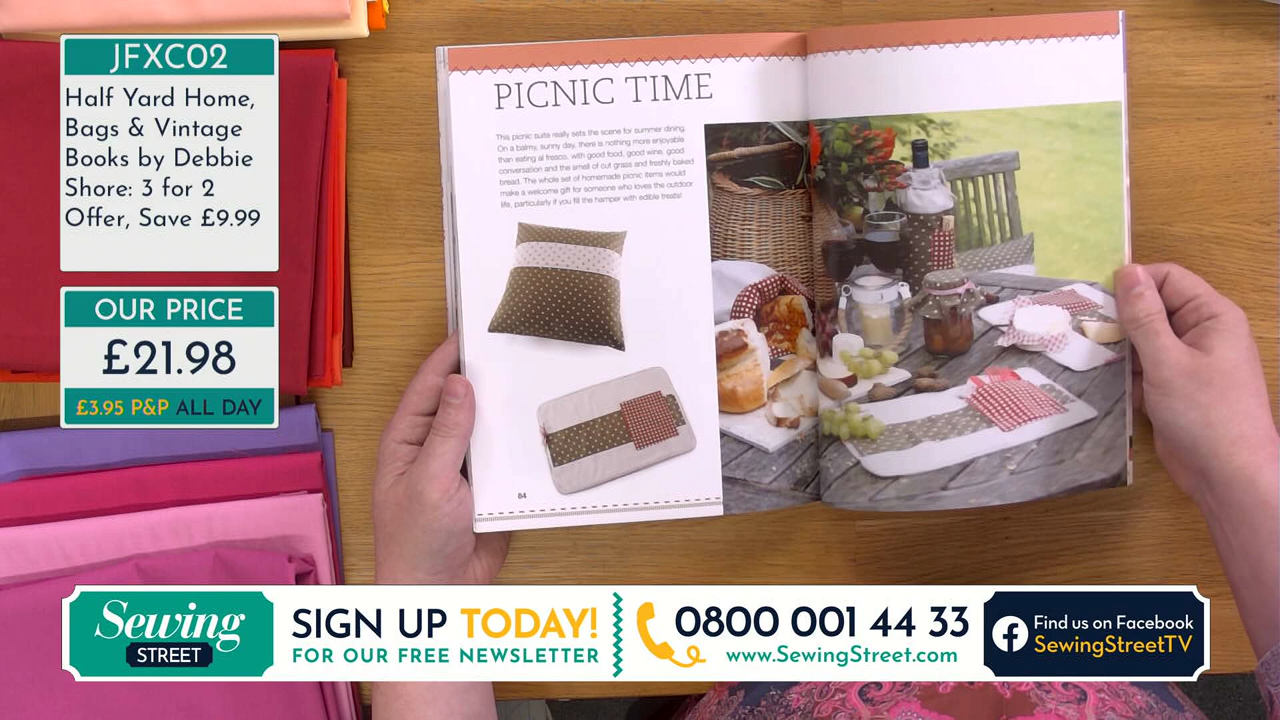 JFXC02
Half Yard Home,
Bags & Vintage
Books by Debbie
Shore: 3 for 2
Offer, Save £9.99
OUR PRICE
£21.98
£3.95 P&P ALL DAY
PICNIC TIME
This picnic suite really sets the scene for summer dining.
On a balmy, sunny day, there is nothing more enjoyable
than eating al fresco, with good food, good wine, good
conversation and the smell of cut grass and freshly baked
bread. The whole set of homemade picnic items would
make a welcome gift for someone who loves the outdoor
life, particularly if you fill the hamper with edible treats!
84
Sewing
STREET
SIGN UP TODAY!
FOR OUR FREE NEWSLETTER
0800 001 44 33
www.SewingStreet.com
Find us on Facebook
SewingStreetTV